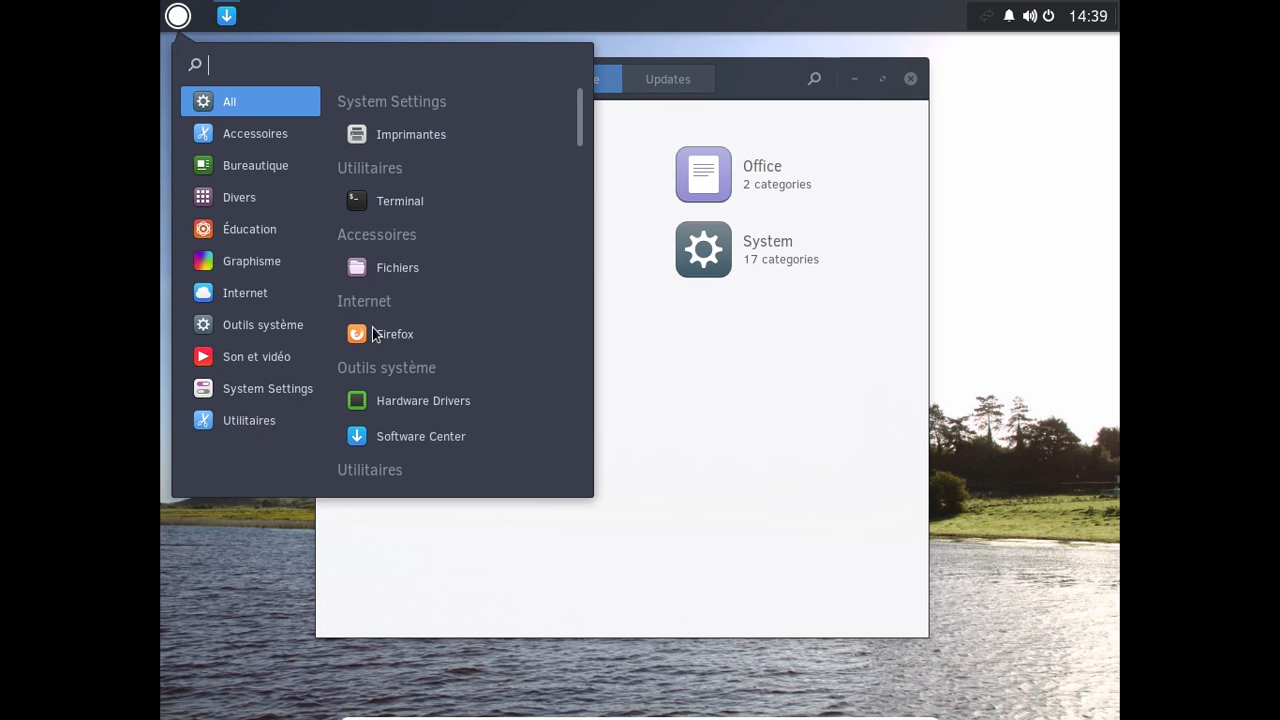 14:39
All
Accessoires
Bureautique
Divers
Éducation
Graphisme
Internet
Outils système
Son et vidéo
System Settings
Utilitaires
System Settings
Imprimantes
Utilitaires
Terminal
Accessoires
Fichiers
Internet
Firefox
Outils système
Hardware Drivers
Software Center
Utilitaires
Updates
Office
2 categories
System
17 categories